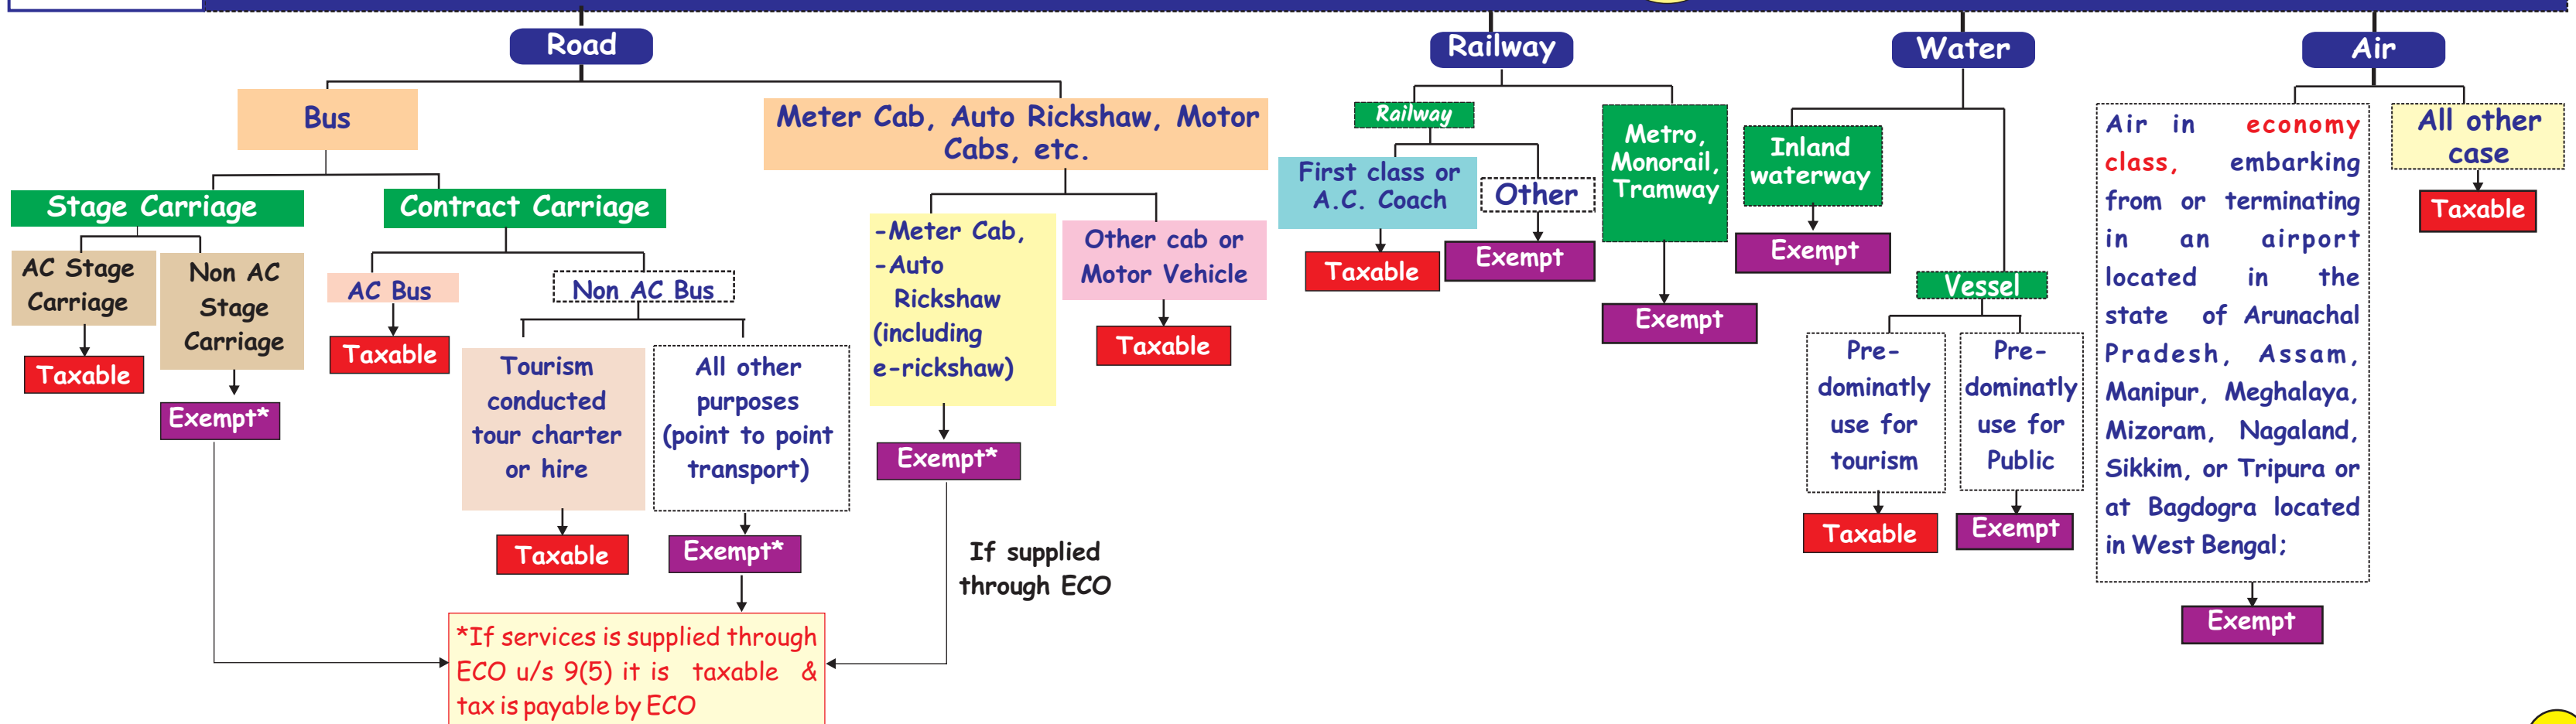 Road
Railway
Water
Air
Bus
Meter Cab, Auto Rickshaw, Motor
Cabs, etc.
Stage Carriage
Contract Carriage
AC Stage
Carriage
Taxable
Non AC
Stage
Carriage
Exempt*
AC Bus
Taxable
Non AC Bus
Tourism
conducted
tour charter
or hire
Taxable
All other
purposes
(point to point
transport)
Exempt*
-Meter Cab,
-Auto
Rickshaw
(including
e-rickshaw)
Exempt*
If supplied
through ECO
Other cab or
Motor Vehicle
Taxable
*If services is supplied through
ECO u/s 9(5) it is taxable &
tax is payable by ECO
Railway
First class or
A.C. Coach
Taxable
Other
Exempt
Metro,
Monorail,
Tramway
Exempt
Inland
waterway
Exempt
Vessel
Pre-
dominatly
use for
tourism
Taxable
Pre-
dominatly
use for
Public
Exempt
Air in economy
class, embarking
from or terminating
in an airport
located in the
state of Arunachal
Pradesh, Assam,
Manipur, Meghalaya,
Mizoram, Nagaland,
Sikkim, or Tripura or
at Bagdogra located
in West Bengal;
Exempt
All other
case
Taxable